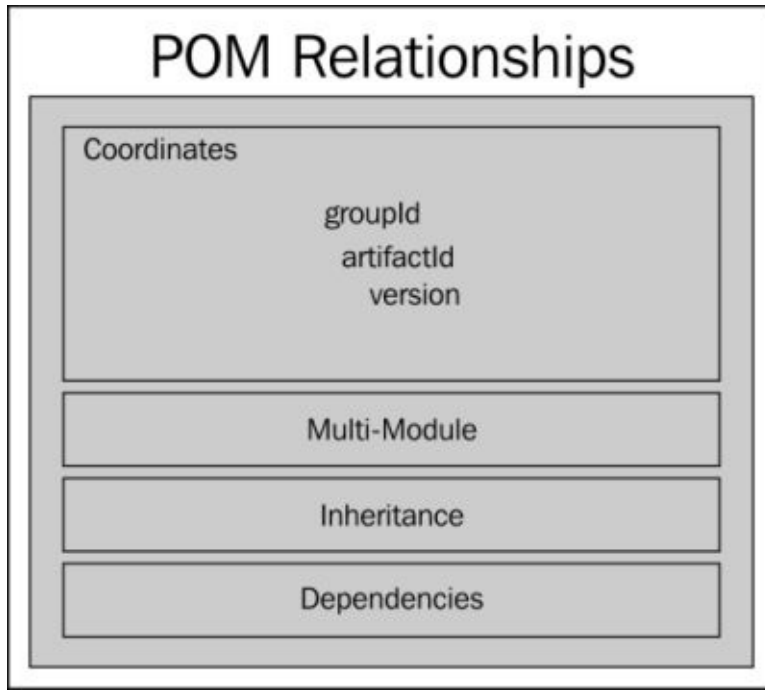 POM Relationships
Coordinates
groupId
artifactId
version
Multi-Module
Inheritance
Dependencies